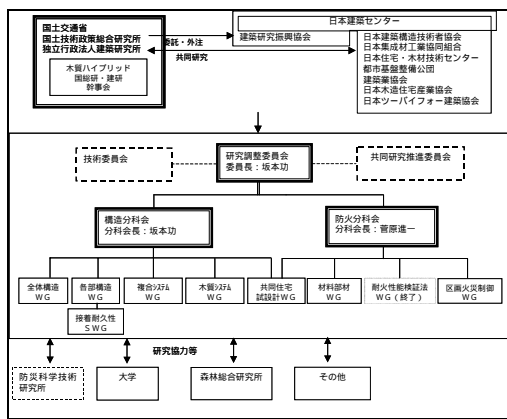 国土交通省
国土技術政策総合研究所
独立行政法人建築研究所
木質ハイブリッド
国総研・建研
幹事会
委託・外注
共同研究
日本建築センター
建築研究振興協会
日本建築構造技術者協会
日本集成材工業協同組合
日本住宅・木材技術センター
都市基盤整備公団
建築業協会
日本木造住宅産業協会
日本ツーバイフォー建築協会
技術委員会
研究調整委員会
委員長：坂本功
共同研究推進委員会
構造分科会
分科会長：坂本功
防火分科会
分科会長：菅原進一
全体構造
ＷＧ
各部構造
ＷＧ
複合システム
ＷＧ
木質システム
ＷＧ
共同住宅
試設計ＷＧ
材料部材
ＷＧ
耐火性能検証法
ＷＧ（終了）
区画火災制御
ＷＧ
接着耐久性
ＳＷＧ
研究協力等
防災科学技術
研究所
大学
森林総合研究所
その他